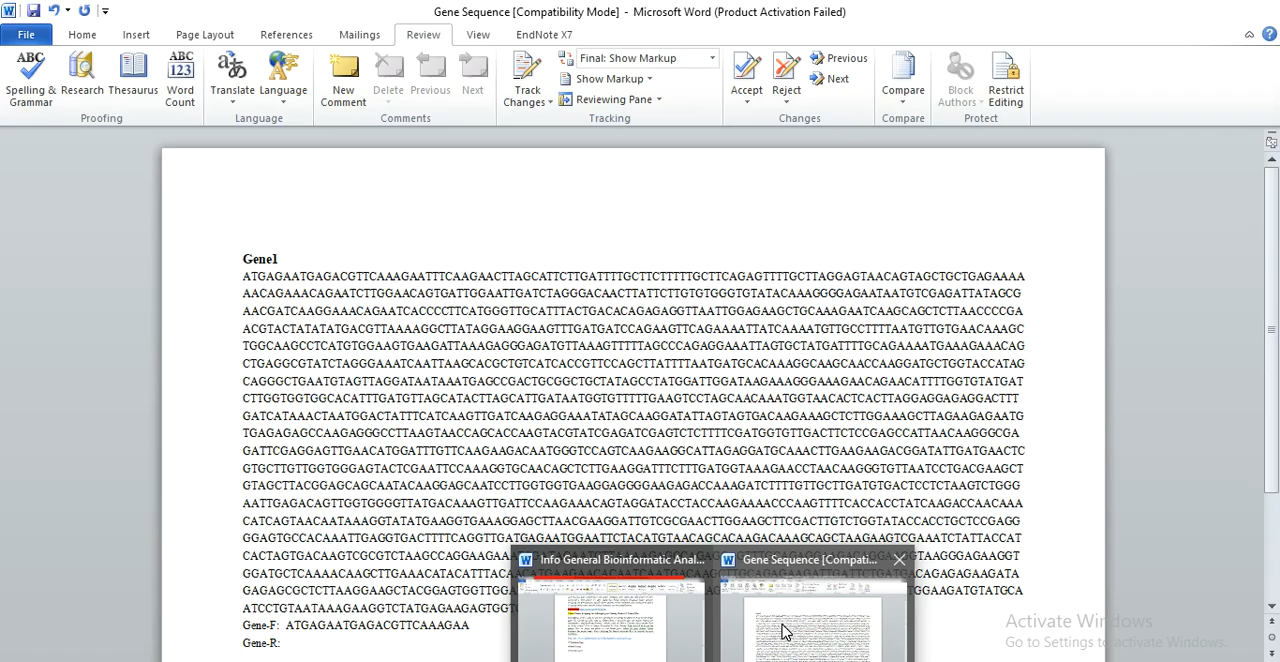 Gene Sequence [Compatibility Mode] - Microsoft Word (Product Activation Failed)
File Home Insert Page Layout References Mailings Review View EndNote X7
Spelling & Grammar
Research
Thesaurus
Word Count
Translate
Language
New Comment
Delete
Previous
Next
Track Changes
Final: Show Markup
Show Markup
Reviewing Pane
Accept
Reject
Previous
Next
Compare
Block Authors
Restrict Editing
Proofing Language Comments Tracking Changes Compare Protect
Gene1
ATGAGAATGAGACGTTCAAAGAATTTCAAGAACTTAGCATTCTTGATTTTGCTTCTTTTTGCTTCAGAGTTTTGCTTAGGAGTAACAGTAGCTGCTGAGAAAA
AACAGAAACAGAATCTTGGAACAGTGATTGGAATTGATCTAGGGACAACTTATTCTTGTGTGGGTGTATACAAAGGGGAGAATAATGTCGAGATTATAGCG
AACGATCAAGGAAACAGAATCACCCCTTCATGGGTTGCATTTACTGACACAGAGAGGTTAATTGGAGAAGCTGCAAAGAATCAAGCAGCTCTTAACCCCGA
ACGTACTATATATGACGTTAAAAGGCTTATAGGAAGGAAGTTTGATGATCCAGAAGTTCAGAAAATTATCAAAATGTTGCCTTTTAATGTTGTGAACAAAGC
TGGCAAGCCTCATGTGGAAGTGAAGATTAAAGAGGGAGATGTTAAAGTTTTTAGCCCAGAGGAAATTAGTGCTATGATTTTGCAGAAAATGAAAGAAACAG
CTGAGGCGTATCTAGGGAAATCAATTAAGCACGCTGTCATCACCGTTCCAGCTTATTTTAATGATGCACAAAGGCAAGCAACCAAGGATGCTGGTACCATAG
CAGGGCTGAATGTAGTTAGGATAATAAATGAGCCGACTGCGGCTGCTATAGCCTATGGATTGGATAAGAAAGGGAAAGAACAGAACATTTTGGTGTATGAT
CTTGGTGGTGGCACATTTGATGTTAGCATACTTAGCATTGATAATGGTGTTTTTGAAGTCCTAGCAACAAATGGTAACACTCACTTAGGAGGAGAGGACTTT
GATCATAAACTAATGGACTATTTCATCAAGTTGATCAAGAGGAAATATAGCAAGGATATTAGTAGTGACAAGAAAGCTCTTGGAAAGCTTAGAAGAGAATG
TGAGAGAGCCAAGAGGGCCTTAAGTAACCAGCACCAAGTACGTATCGAGATCGAGTCTCTTTTCGATGGTGTTGACTTCTCCGAGCCATTAACAAGGGCGA
GATTCGAGGAGTTGAACATGGATTTGTTCAAGAAGACAATGGGTCCAGTCAAGAAGGCATTAGAGGATGCAAACTTGAAGAAGACGGATATTGATGAACTC
GTGCTTGTTGGTGGGAGTACTCGAATTCCAAAGGTGCAACAGCTCTTGAAGGATTTCTTTGATGGTAAAGAACCTAACAAGGGTGTTAATCCTGACGAAGCT
GTAGCTTACGGAGCAGCAATACAAGGAGCAATCCTTGGTGGTGAAGGAGGGGAAGAGACCAAAGATCTTTTGTTGCTTGATGTGACTCCTCTAAGTCTGGG
AATTGAGACAGTTGGTGGGGTTATGACAAAGTTGATTCCAAGAAACAGTAGGATACCTACCAAGAAAACCCAAGTTTTCACCACCTATCAAGACCAACAAA
CATCAGTAACAATAAAGGTATATGAAGGTGAAAGGAGCTTAACGAAGGATTGTCGCGAACTTGGAAGCTTCGACTTGTCTGGTATACCACCTGCTCCGAGG
GGAGTGCCACAAATTGAGGTGACTTTTCAGGTTGATGAGAATGGAATTCTACATGTAACAGCACAAGACAAAGCAGCTAAGAAGTCGAAATCTATTACCAT
Gene-R:
Info General Bioinformatic Anal...
Gene Sequence [Compati...
Activate Windows
Go to Settings to activate Windows.